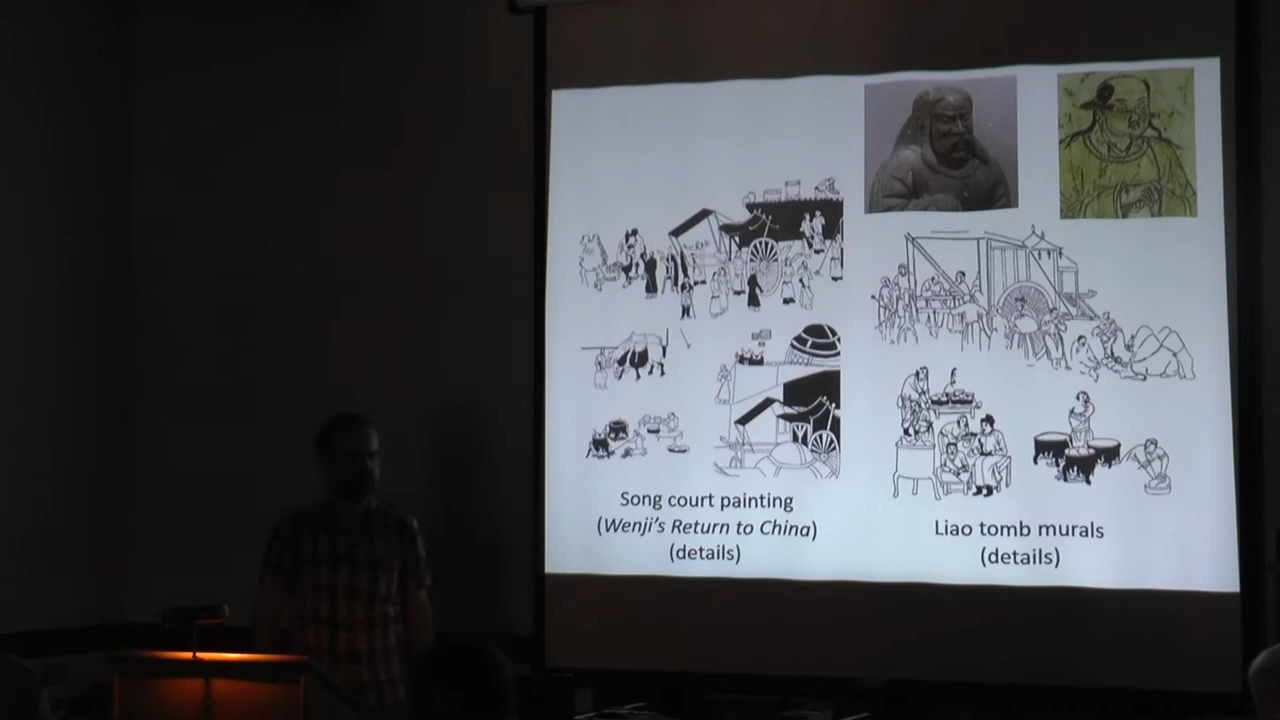 Song court painting
(Wenji's Return to China)
(details)
Liao tomb murals
(details)